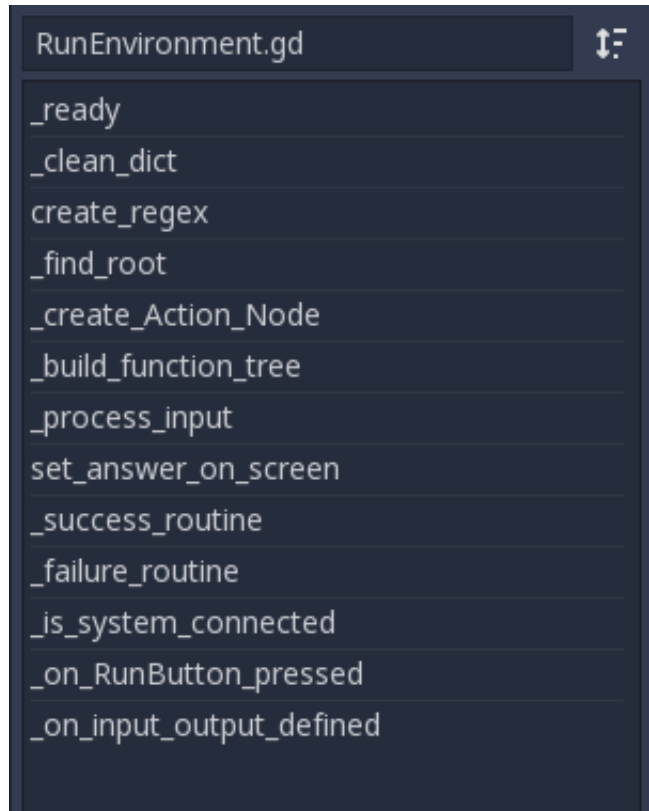 RunEnvironment.gd
_ready
_clean_dict
create_regex
_find_root
_create_Action_Node
_build_function_tree
_process_input
set_answer_on_screen
_success_routine
_failure_routine
_is_system_connected
_on_RunButton_pressed
_on_input_output_defined